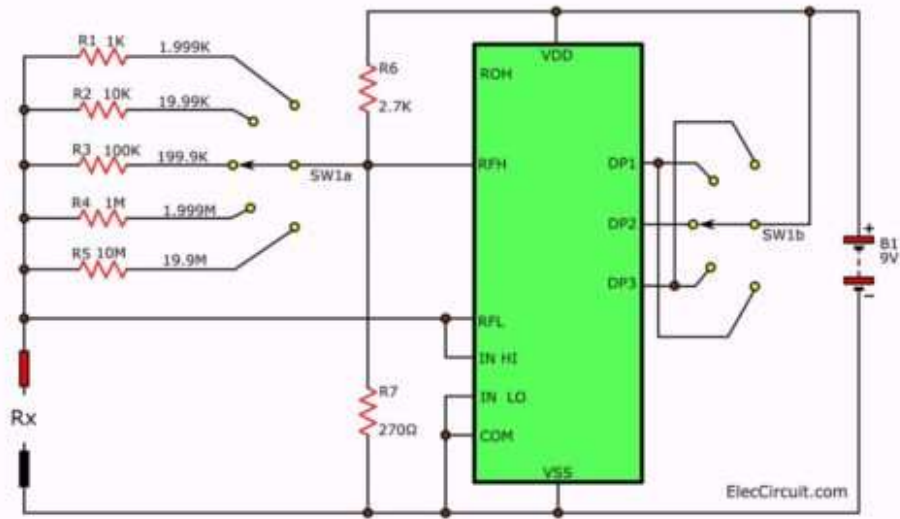 R1 1K 1.999K
R2 10K 19.99K
R3 100K 199.9K
R4 1M 1.999M
R5 10M 19.9M
SW1a
R6
2.7K
R7
270Ω
VDD
ROH
RFH
RFL
IN HI
IN LO
COM
VSS
DP1
DP2
DP3
SW1b
+
B1
9V
-
Rx
ElecCircuit.com